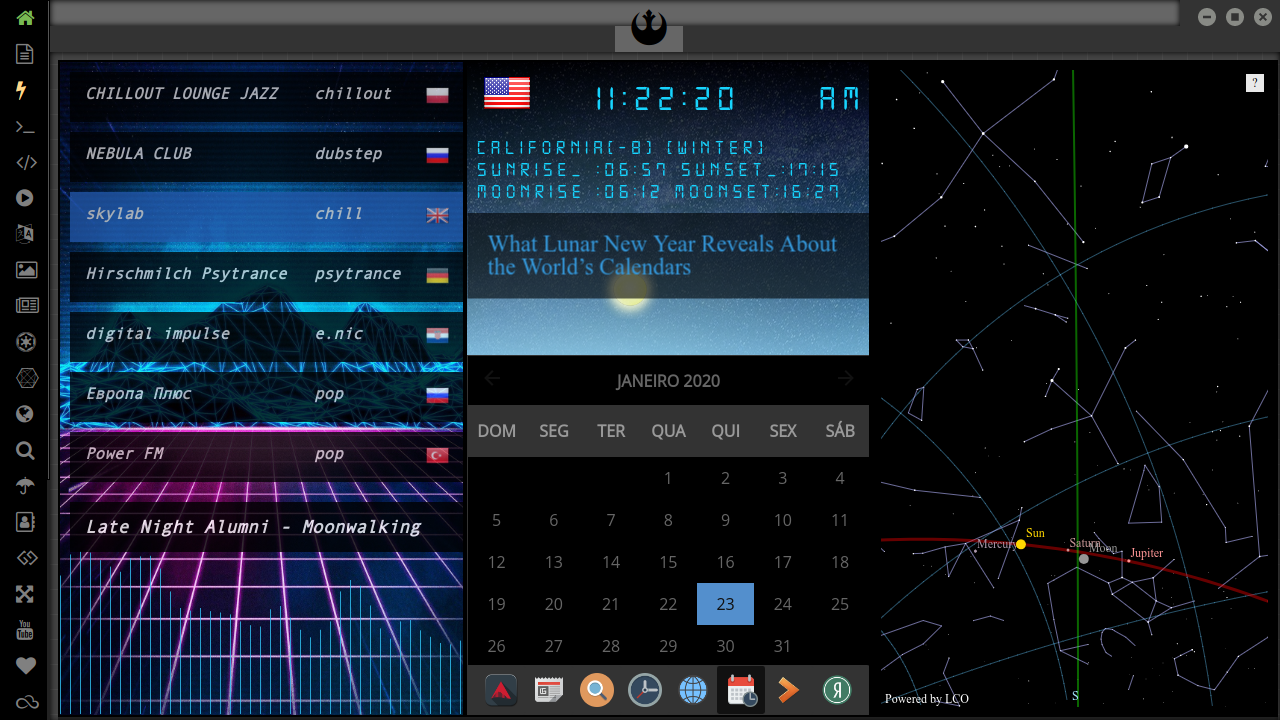 CHILLOUT LOUNGE JAZZ chillout
NEBULA CLUB dubstep
skylab chill
Hirschmilch Psytrance psytrance
digital impulse e.nic
Европа Плюс pop
Power FM pop
Late Night Alumni - Moonwalking
11:22:20 AM
CALIFORNIA(-8) (WINTER)
SUNRISE_ :06:57 SUNSET_:17:15
MOONRISE :06:12 MOONSET:16:27
What Lunar New Year Reveals About
the World’s Calendars
JANEIRO 2020
DOM SEG TER QUA QUI SEX SÁB
1 2 3 4
5 6 7 8 9 10 11
12 13 14 15 16 17 18
19 20 21 22 23 24 25
26 27 28 29 30 31
Я
?
Sun
Mercury
Saturn
Moon
Jupiter
S
Powered by LCO
You
Tube